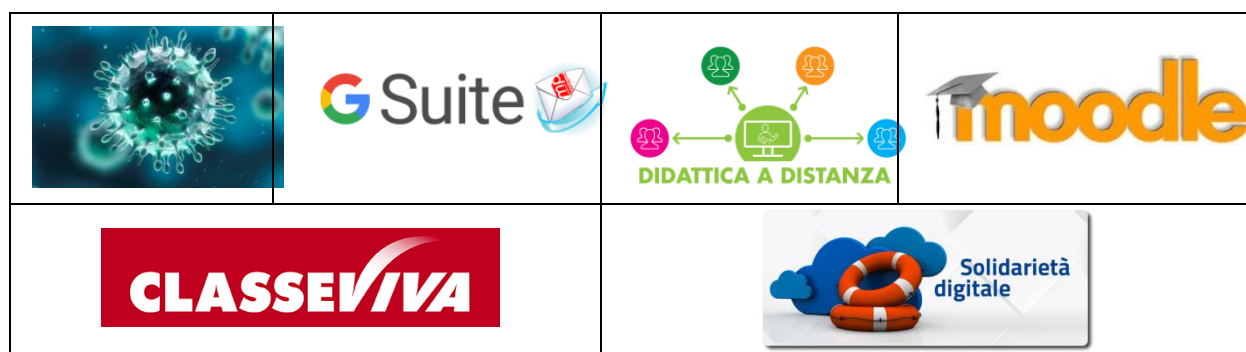 G Suite
DIDATTICA A DISTANZA
moodle
CLASSEVIVA
Solidarietà
digitale